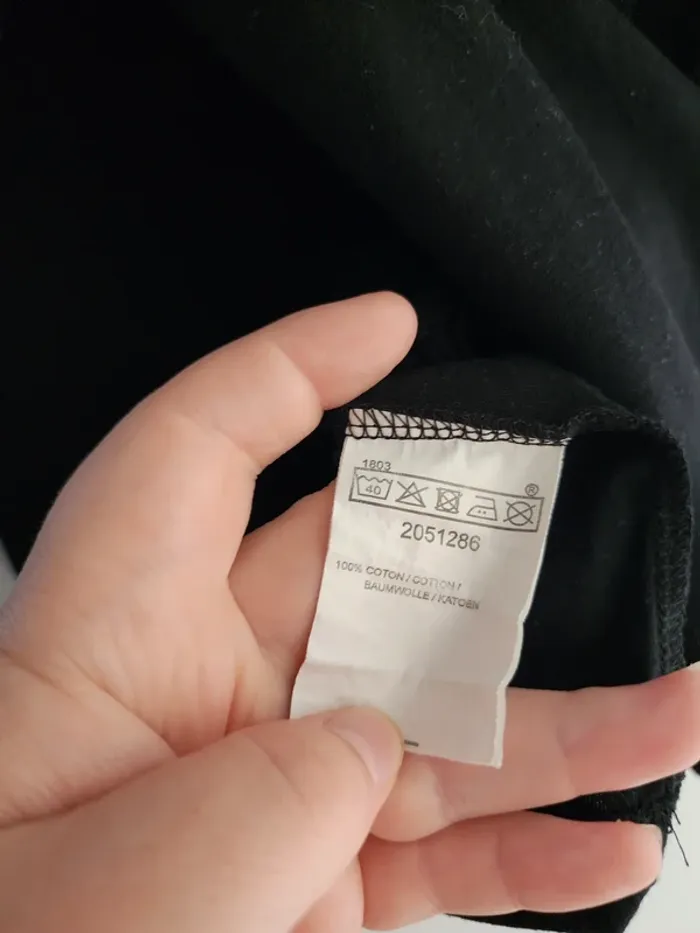 1803
®
40
2051286
100% COTON / COTTON /
BAUMWOLLE / KATOEN